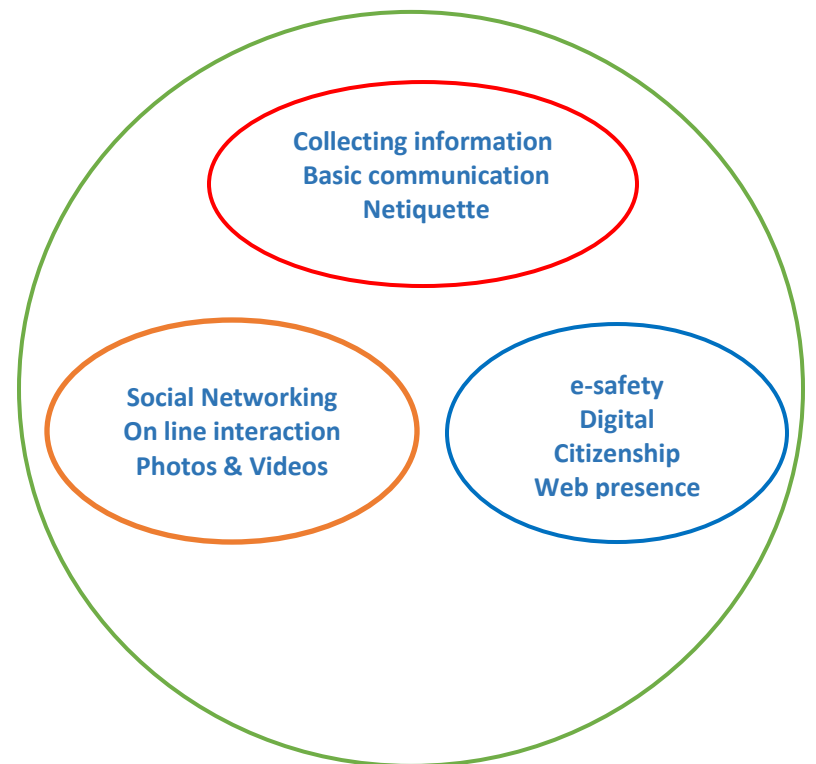 Collecting information
Basic communication
Netiquette
Social Networking
On line interaction
Photos & Videos
e-safety
Digital
Citizenship
Web presence